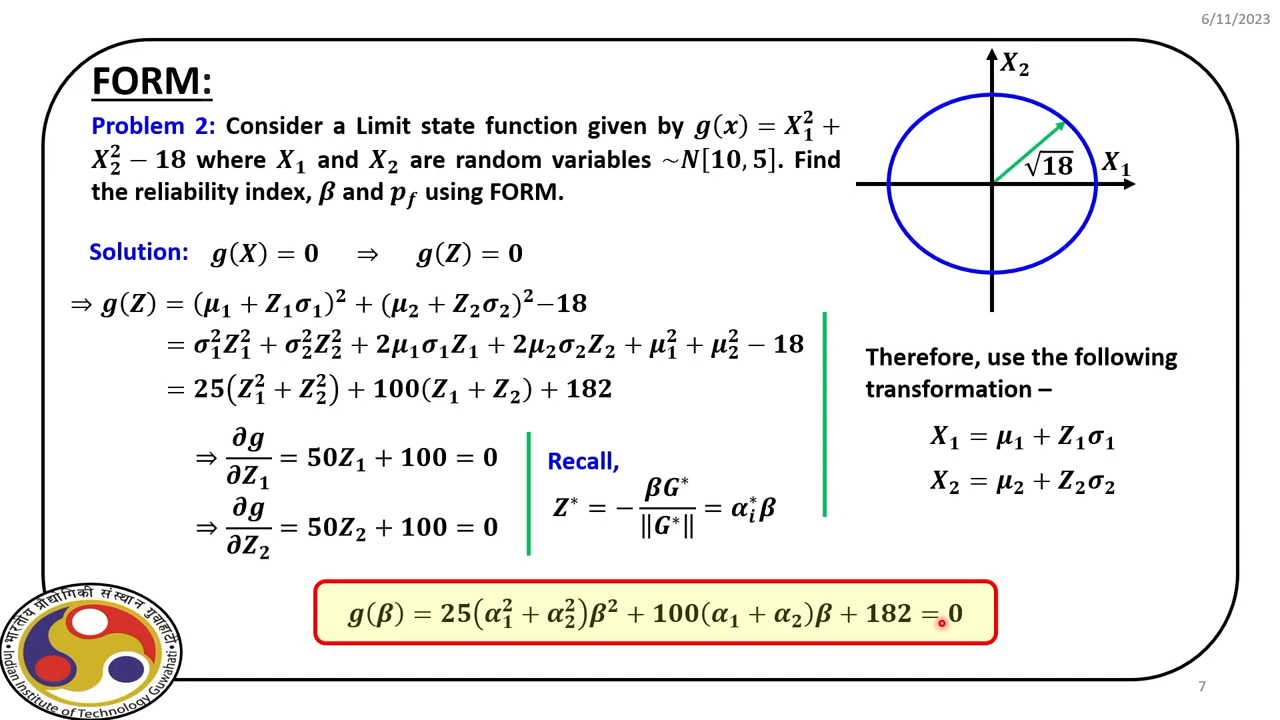 6/11/2023
FORM:
Problem 2: Consider a Limit state function given by g(x) = X₁² +
X₂² − 18 where X₁ and X₂ are random variables ~N[10, 5]. Find
the reliability index, β and p_f using FORM.
X₂
√18
X₁
Solution: g(X) = 0 ⇒ g(Z) = 0
⇒ g(Z) = (μ₁ + Z₁σ₁)² + (μ₂ + Z₂σ₂)² −18
= σ₁²Z₁² + σ₂²Z₂² + 2μ₁σ₁Z₁ + 2μ₂σ₂Z₂ + μ₁² + μ₂² − 18
= 25(Z₁² + Z₂²) + 100(Z₁ + Z₂) + 182
⇒ ∂g/∂Z₁ = 50Z₁ + 100 = 0
⇒ ∂g/∂Z₂ = 50Z₂ + 100 = 0
Recall,
Z* = − βG*/‖G*‖ = αᵢ*β
Therefore, use the following
transformation –
X₁ = μ₁ + Z₁σ₁
X₂ = μ₂ + Z₂σ₂
g(β) = 25(α₁² + α₂²)β² + 100(α₁ + α₂)β + 182 = 0
भारतीय प्रौद्योगिकी संस्थान गुवाहाटी
Indian Institute of Technology Guwahati
7